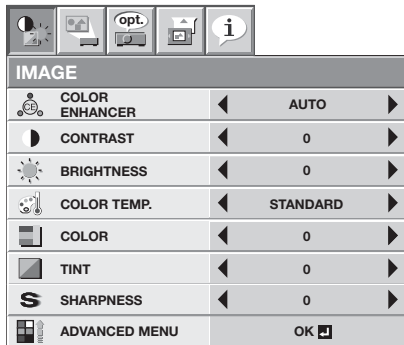 opt.
i
IMAGE
CE
COLOR
ENHANCER
AUTO
CONTRAST
0
BRIGHTNESS
0
COLOR TEMP.
STANDARD
COLOR
0
TINT
0
S
SHARPNESS
0
ADVANCED MENU
OK